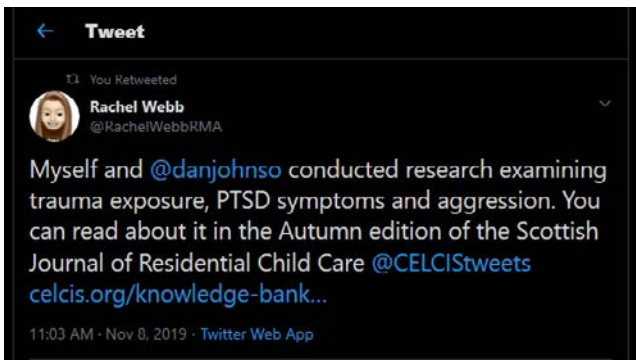 Tweet
You Retweeted
Rachel Webb
@RachelWebbRMA
Myself and @danjohnso conducted research examining
trauma exposure, PTSD symptoms and aggression. You
can read about it in the Autumn edition of the Scottish
Journal of Residential Child Care @CELCIStweets
celcis.org/knowledge-bank...
11:03 AM · Nov 8, 2019 · Twitter Web App